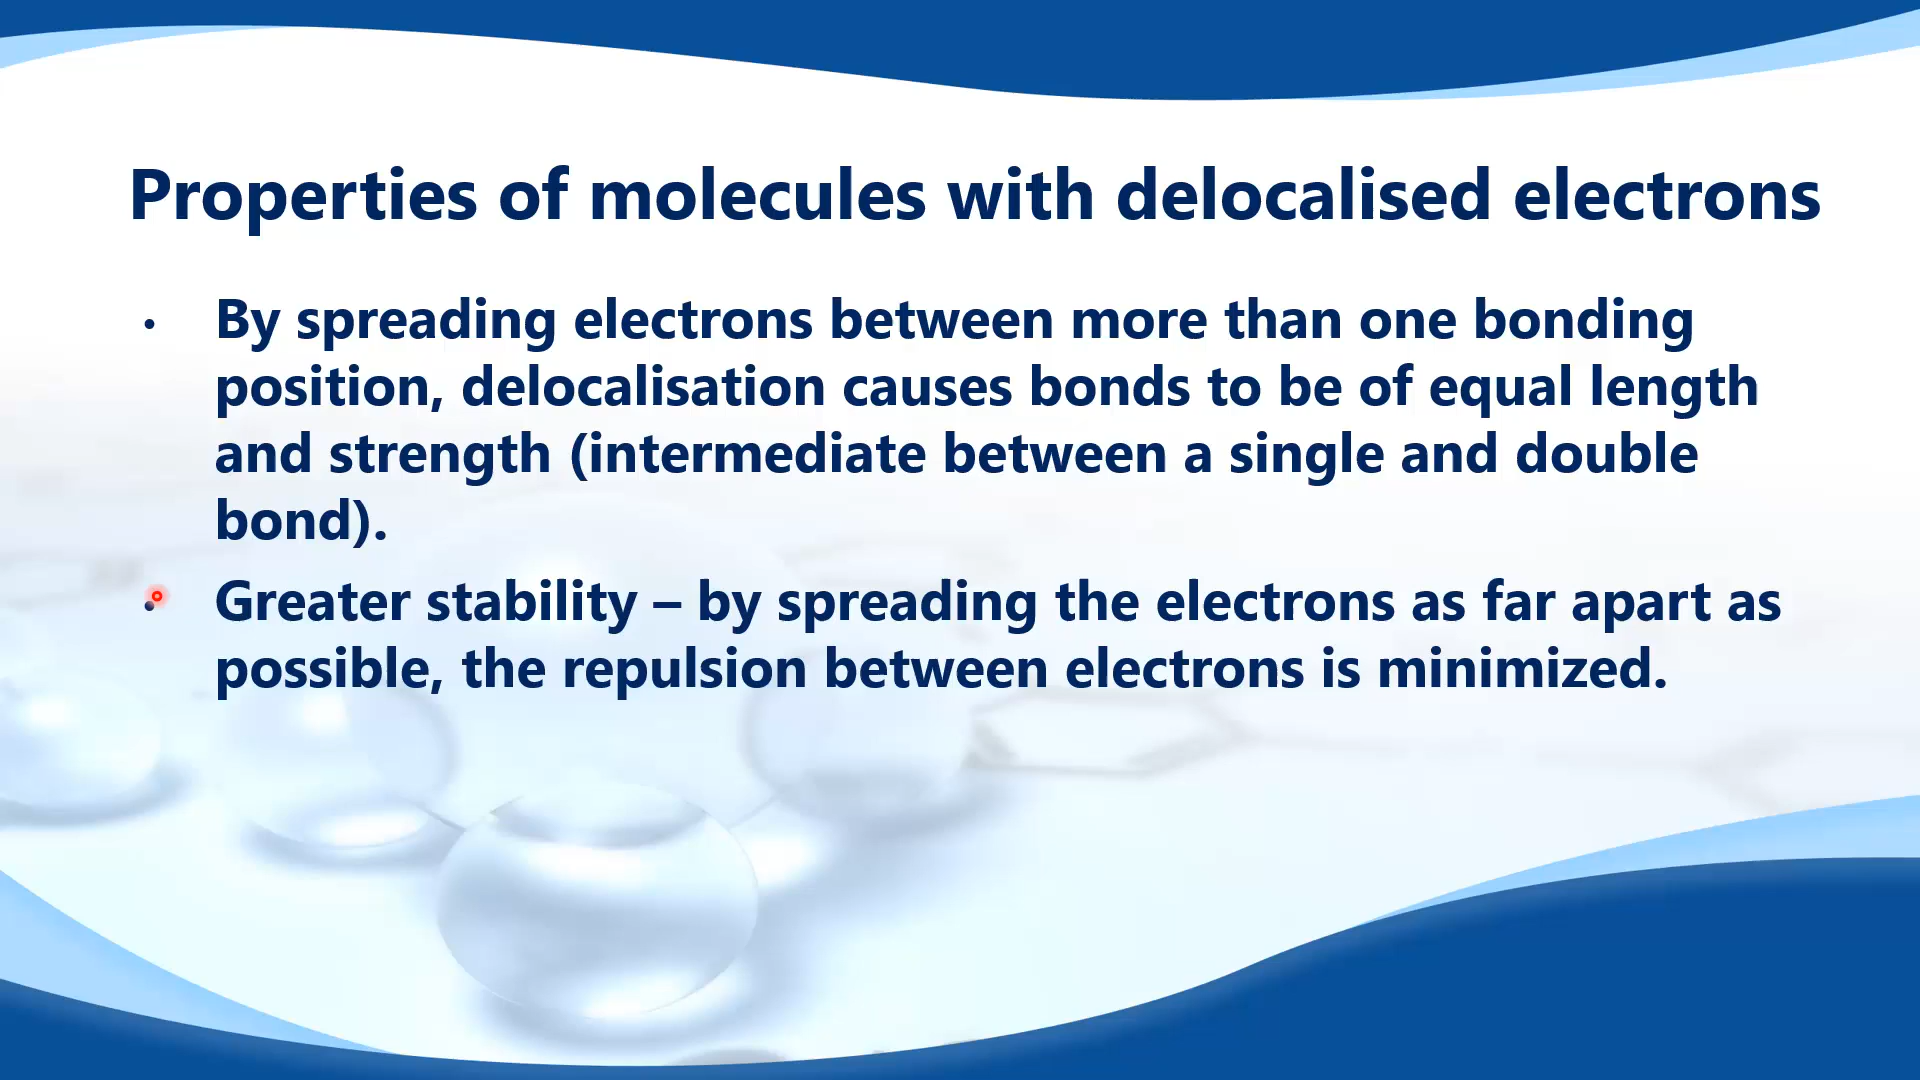 Properties of molecules with delocalised electrons
• By spreading electrons between more than one bonding
position, delocalisation causes bonds to be of equal length
and strength (intermediate between a single and double
bond).
• Greater stability – by spreading the electrons as far apart as
possible, the repulsion between electrons is minimized.